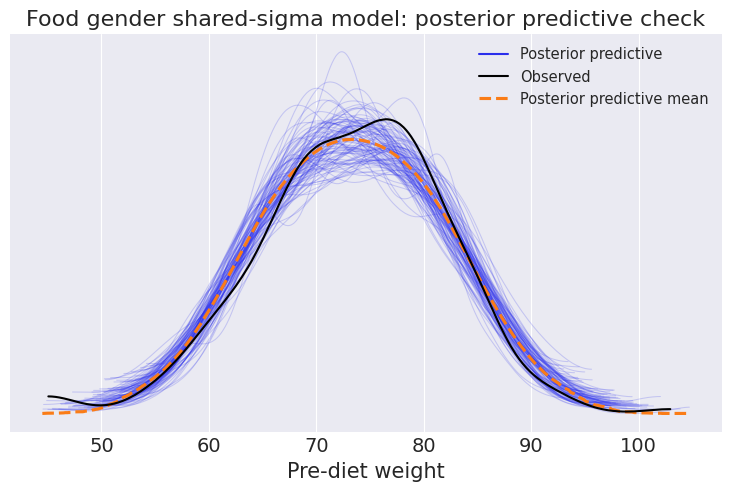 Food gender shared-sigma model: posterior predictive check
Posterior predictive
Observed
Posterior predictive mean
50 60 70 80 90 100
Pre-diet weight